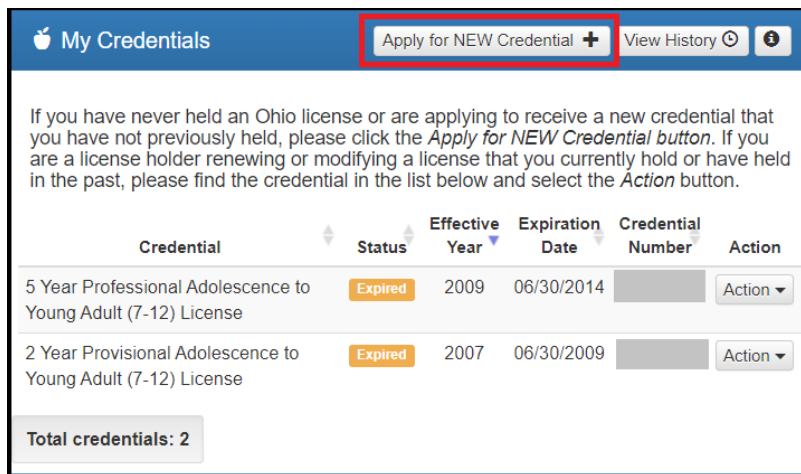 My Credentials Apply for NEW Credential View History
If you have never held an Ohio license or are applying to receive a new credential that
you have not previously held, please click the Apply for NEW Credential button. If you
are a license holder renewing or modifying a license that you currently hold or have held
in the past, please find the credential in the list below and select the Action button.
Credential Status Effective Year Expiration Date Credential Number Action
5 Year Professional Adolescence to Expired 2009 06/30/2014 Action
Young Adult (7-12) License
2 Year Provisional Adolescence to Expired 2007 06/30/2009 Action
Young Adult (7-12) License
Total credentials: 2